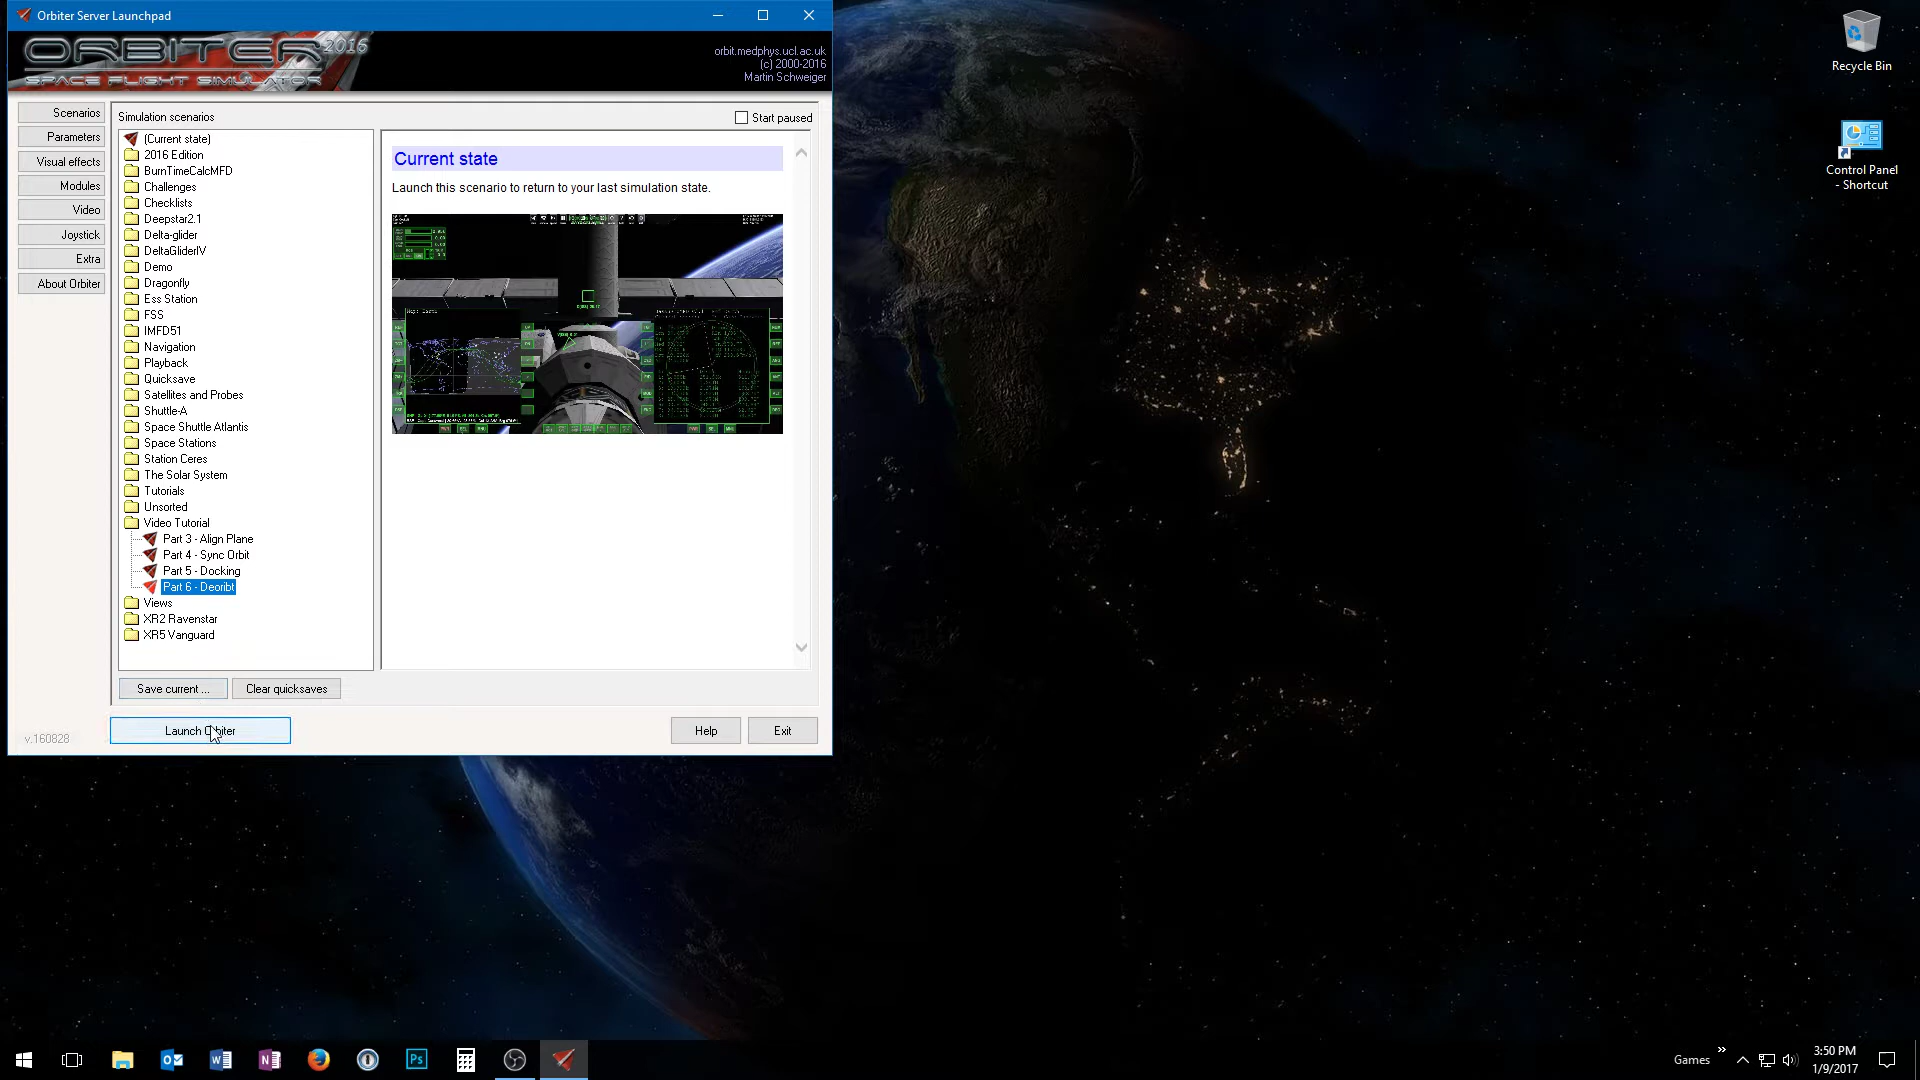 Orbiter Server Launchpad
ORBITER 2016
SPACE FLIGHT SIMULATOR
orbit.medphys.ucl.ac.uk
(c) 2000-2016
Martin Schweiger
Scenarios
Parameters
Visual effects
Modules
Video
Joystick
Extra
About Orbiter
Simulation scenarios
Start paused
(Current state)
2016 Edition
BurnTimeCalcMFD
Challenges
Checklists
Deepstar2.1
Delta-glider
DeltaGliderIV
Demo
Dragonfly
Ess Station
FSS
IMFD51
Navigation
Playback
Quicksave
Satellites and Probes
Shuttle-A
Space Shuttle Atlantis
Space Stations
Station Ceres
The Solar System
Tutorials
Unsorted
Video Tutorial
Part 3 - Align Plane
Part 4 - Sync Orbit
Part 5 - Docking
Part 6 - Deoribt
Views
XR2 Ravenstar
XR5 Vanguard
Current state
Launch this scenario to return to your last simulation state.
Save current ...
Clear quicksaves
Launch Orbiter
Help
Exit
v.160828
Recycle Bin
Control Panel
- Shortcut
Games
3:50 PM
1/9/2017